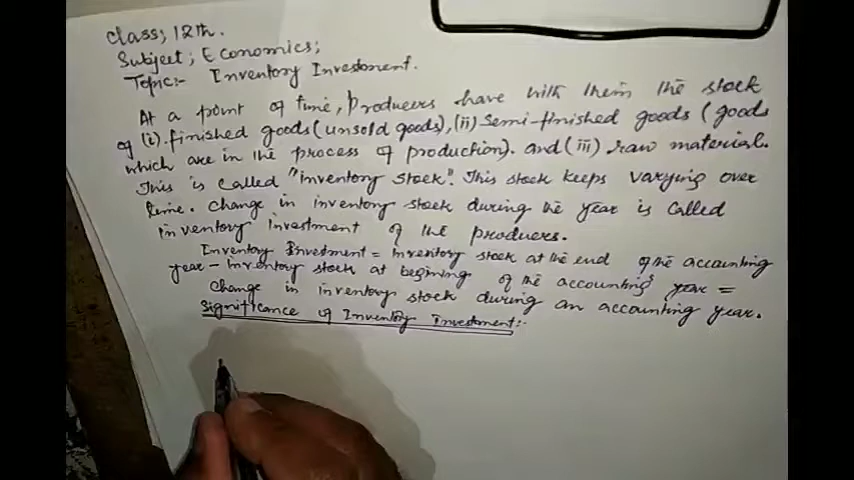 Class; 12th.
Subject; Economics;
Topic:- Inventory Investment.
At a point of time, Producers have with them the stock
of (i). finished goods (unsold goods), (ii) Semi-finished goods (goods
which are in the process of production). and (iii) raw material.
This is called "inventory stock". This stock keeps varying over
time. Change in inventory stock during the year is called
inventory investment of the producers.
Inventory Investment = inventory stock at the end of the accounting
year - inventory stock at begining of the accounting year =
Change in inventory stock during an accounting year.
Significance of Inventory Investment:-